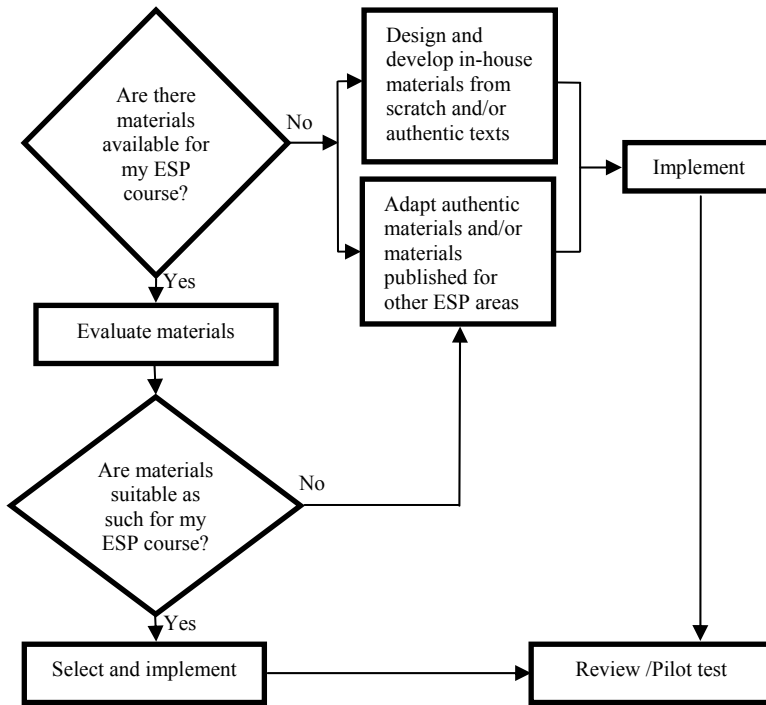 Are there
materials
available for
my ESP
course?
No
Design and
develop in-house
materials from
scratch and/or
authentic texts
Implement
Adapt authentic
materials and/or
materials
published for
other ESP areas
Yes
Evaluate materials
Are materials
suitable as
such for my
ESP course?
No
Yes
Select and implement
Review /Pilot test